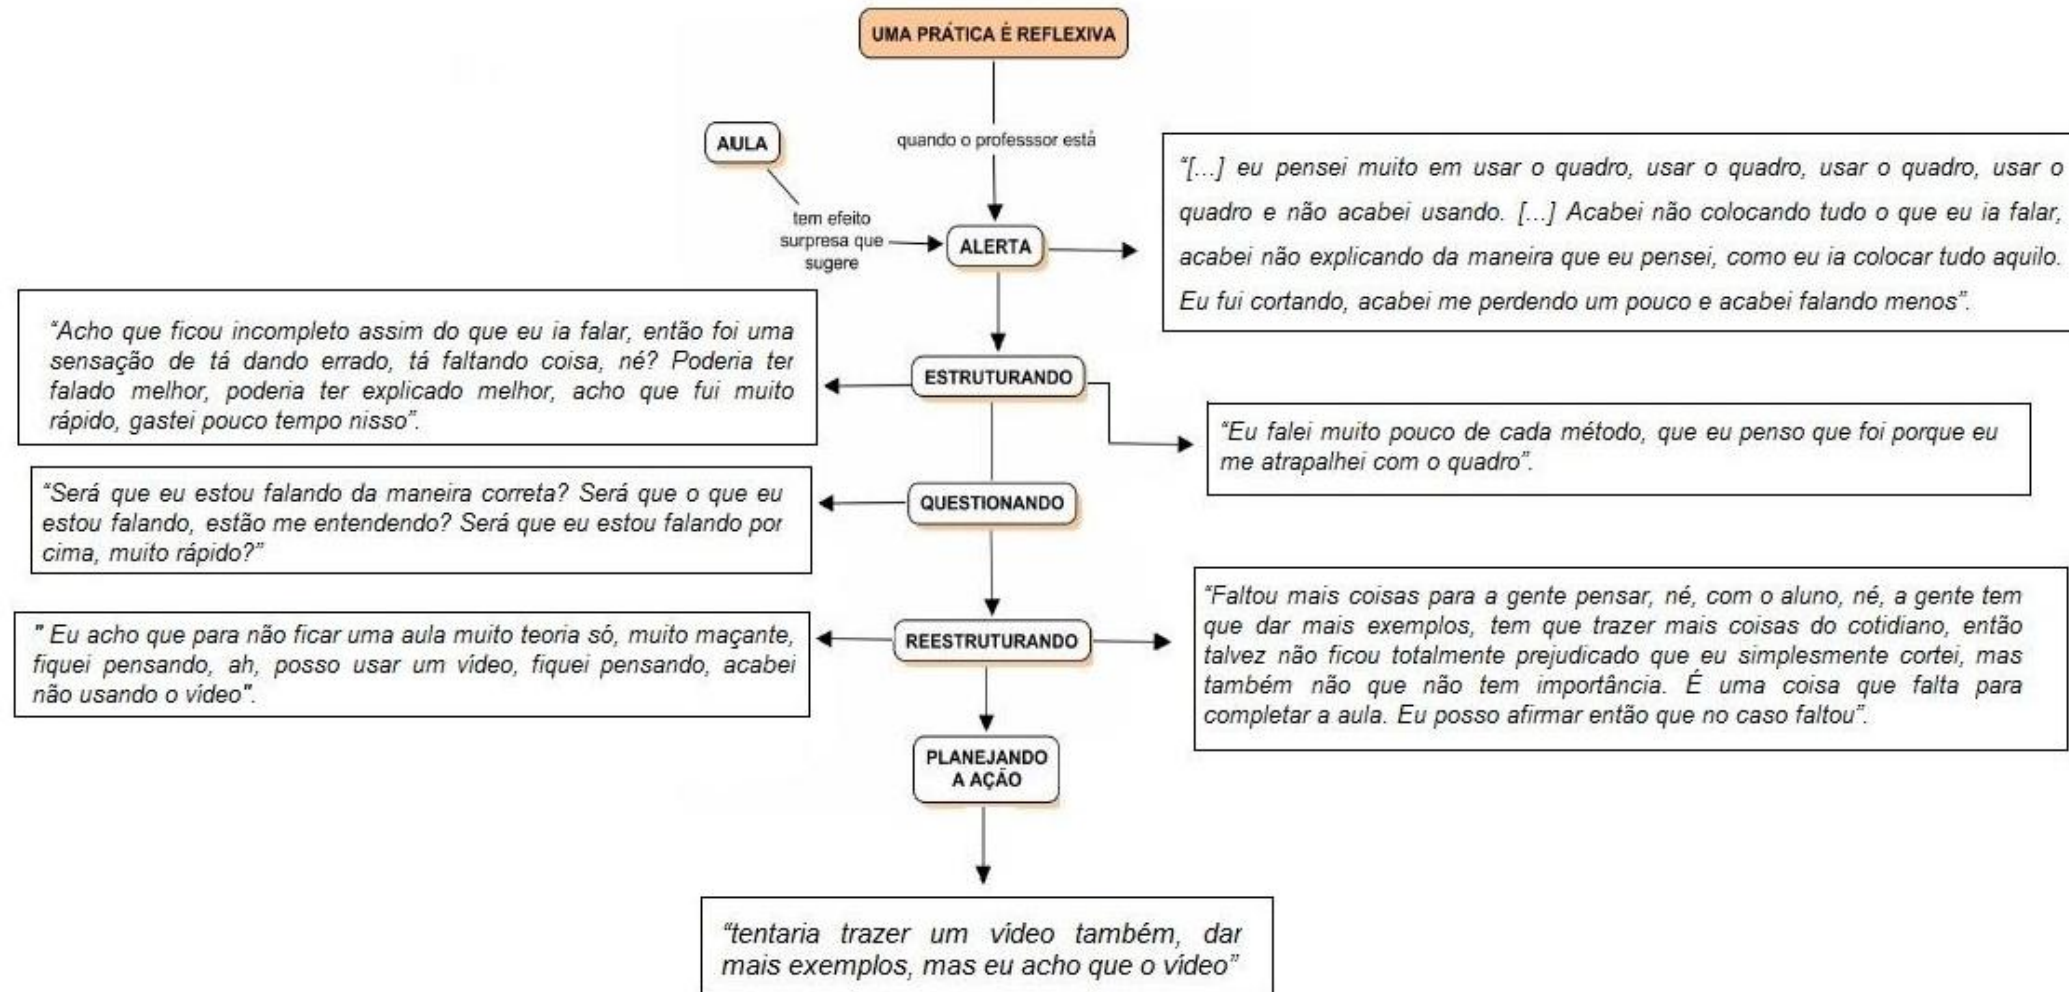 UMA PRÁTICA É REFLEXIVA
AULA
quando o professsor está
tem efeito
surpresa que
sugere
ALERTA
“[...] eu pensei muito em usar o quadro, usar o quadro, usar o quadro, usar o
quadro e não acabei usando. [...] Acabei não colocando tudo o que eu ia falar,
acabei não explicando da maneira que eu pensei, como eu ia colocar tudo aquilo.
Eu fui cortando, acabei me perdendo um pouco e acabei falando menos”.
“Acho que ficou incompleto assim do que eu ia falar, então foi uma
sensação de tá dando errado, tá faltando coisa, né? Poderia ter
falado melhor, poderia ter explicado melhor, acho que fui muito
rápido, gastei pouco tempo nisso”.
ESTRUTURANDO
“Eu falei muito pouco de cada método, que eu penso que foi porque eu
me atrapalhei com o quadro”.
“Será que eu estou falando da maneira correta? Será que o que eu
estou falando, estão me entendendo? Será que eu estou falando por
cima, muito rápido?”
QUESTIONANDO
" Eu acho que para não ficar uma aula muito teoria só, muito maçante,
fiquei pensando, ah, posso usar um vídeo, fiquei pensando, acabei
não usando o vídeo".
REESTRUTURANDO
“Faltou mais coisas para a gente pensar, né, com o aluno, né, a gente tem
que dar mais exemplos, tem que trazer mais coisas do cotidiano, então
talvez não ficou totalmente prejudicado que eu simplesmente cortei, mas
também não que não tem importância. É uma coisa que falta para
completar a aula. Eu posso afirmar então que no caso faltou”.
PLANEJANDO
A AÇÃO
“tentaria trazer um vídeo também, dar
mais exemplos, mas eu acho que o vídeo”